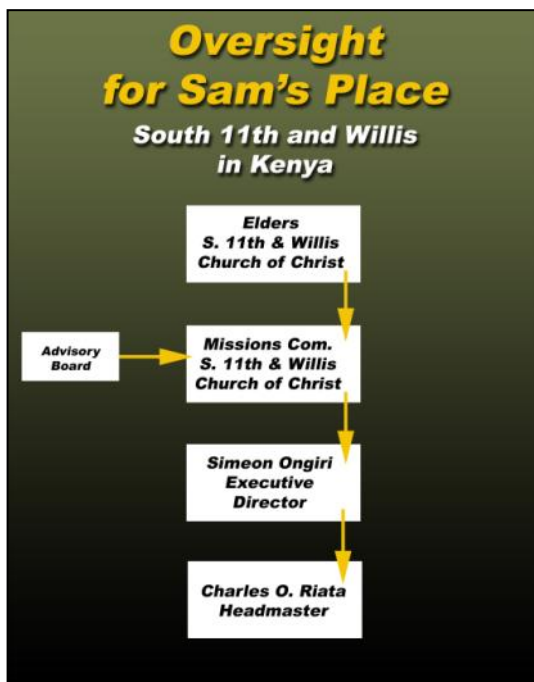 Oversight
for Sam's Place
South 11th and Willis
in Kenya
Elders
S. 11th & Willis
Church of Christ
Advisory
Board
Missions Com.
S. 11th & Willis
Church of Christ
Simeon Ongiri
Executive
Director
Charles O. Riata
Headmaster